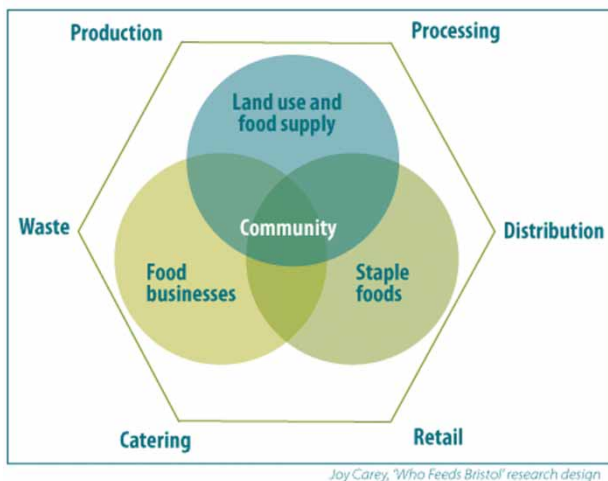 Production
Processing
Land use and
food supply
Waste
Community
Distribution
Food
businesses
Staple
foods
Catering
Retail
Joy Carey, 'Who Feeds Bristol' research design